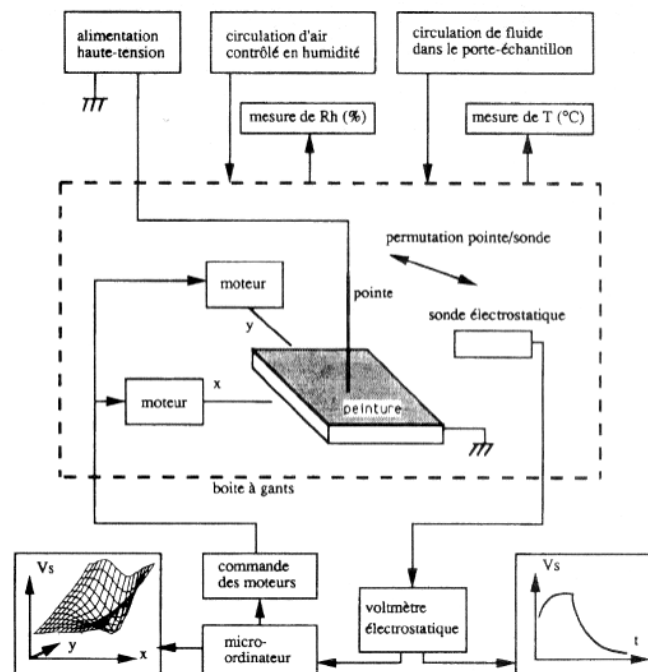 alimentation
haute-tension
circulation d'air
contrôlé en humidité
circulation de fluide
dans le porte-échantillon
mesure de Rh (%)
mesure de T (°C)
permutation pointe/sonde
moteur
pointe
sonde électrostatique
y
x
moteur
peinture
boite à gants
Vs
y
x
commande
des moteurs
micro-
ordinateur
voltmètre
électrostatique
Vs
t